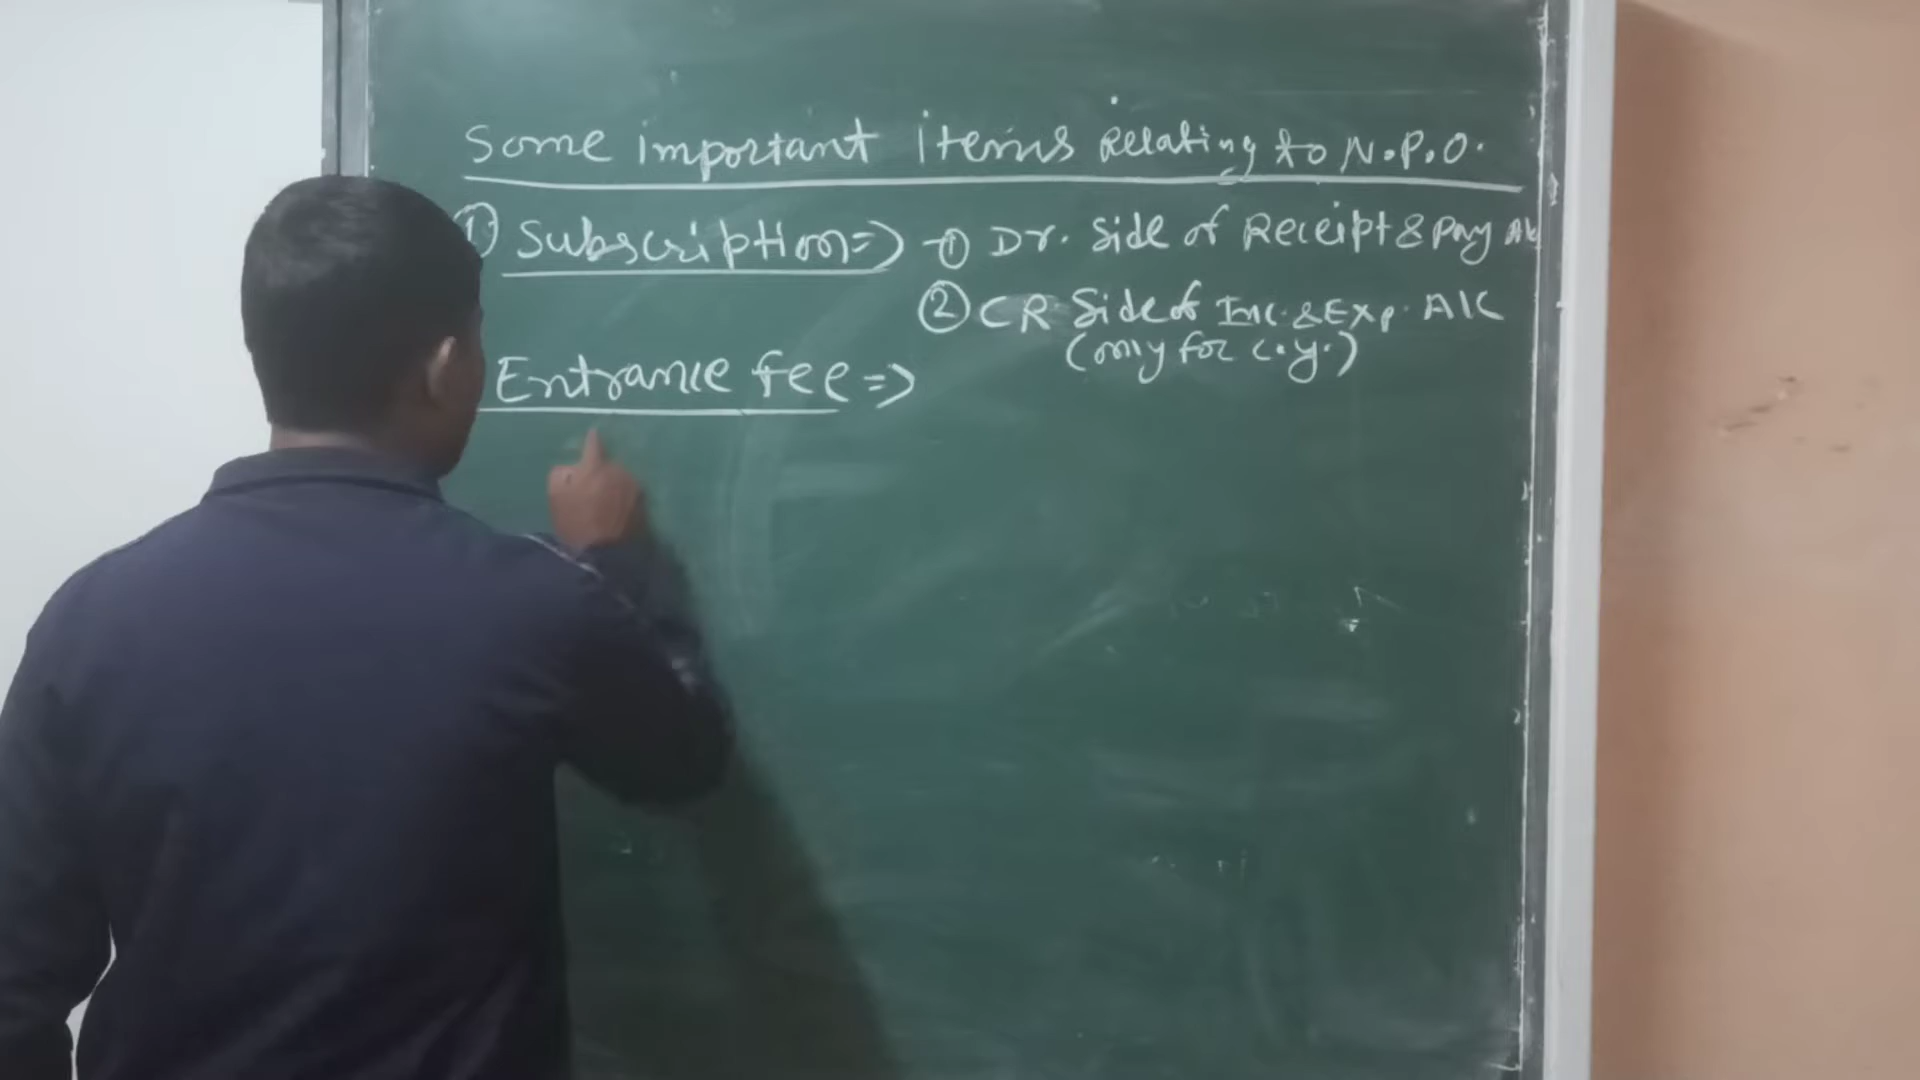 Some important items Relating to N.P.O.
① Subscription => ① Dr. Side of Receipt & Pay A/c
② CR Side of Inc. & Exp. A/C
(only for c.y.)
Entrance fee =>